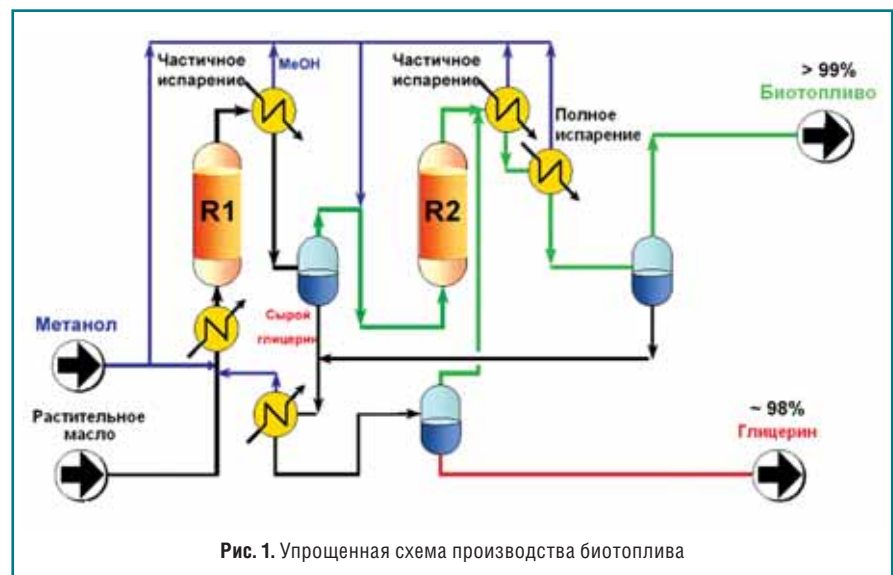 Частичное
испарение
MeOH
Частичное
испарение
> 99%
Биотопливо
Полное
испарение
R1
R2
Метанол
Сырой
глицерин
Растительное
масло
~ 98%
Глицерин
Рис. 1. Упрощенная схема производства биотоплива